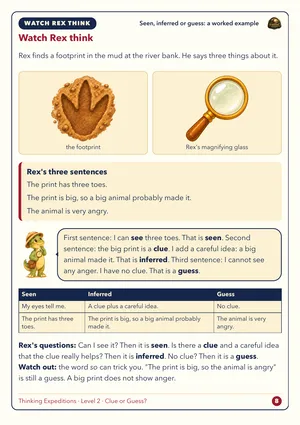 WATCH REX THINK
Seen, inferred or guess: a worked example
Watch Rex think
Rex finds a footprint in the mud at the river bank. He says three things about it.
the footprint
Rex's magnifying glass
Rex's three sentences
The print has three toes.
The print is big, so a big animal probably made it.
The animal is very angry.
First sentence: I can see three toes. That is seen. Second
sentence: the big print is a clue. I add a careful idea: a big
animal made it. That is inferred. Third sentence: I cannot see
any anger. I have no clue. That is a guess.
Seen Inferred Guess
My eyes tell me. A clue plus a careful idea. No clue.
The print has three toes. The print is big, so a big animal probably made it. The animal is very angry.
Rex's questions: Can I see it? Then it is seen. Is there a clue and a careful idea
that the clue really helps? Then it is inferred. No clue? Then it is a guess.
Watch out: the word so can trick you. "The print is big, so the animal is angry"
is still a guess. A big print does not show anger.
Thinking Expeditions · Level 2 · Clue or Guess?
8